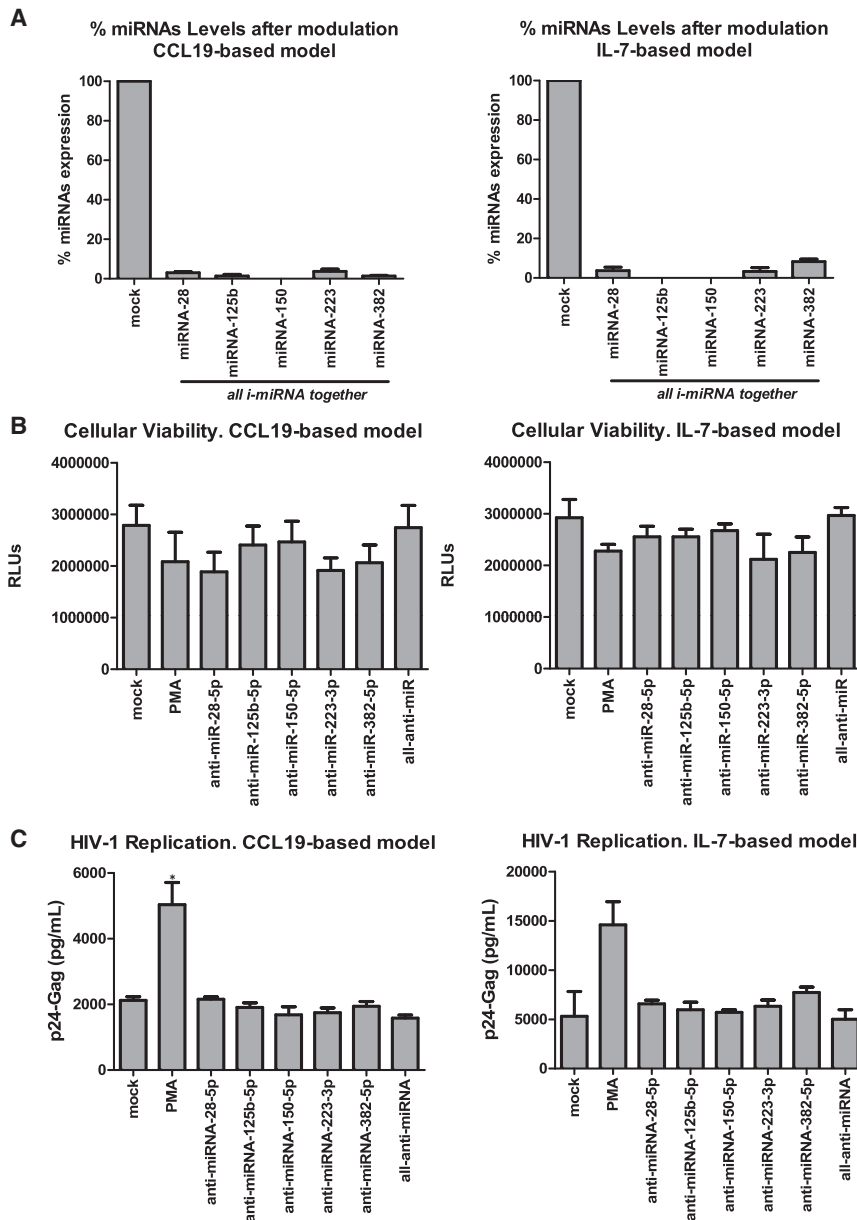 A
% miRNAs Levels after modulation
CCL19-based model
% miRNAs expression
100
80
60
40
20
0
mock
miRNA-28
miRNA-125b
miRNA-150
miRNA-223
miRNA-382
all i-miRNA together
% miRNAs Levels after modulation
IL-7-based model
% miRNAs expression
100
80
60
40
20
0
mock
miRNA-28
miRNA-125b
miRNA-150
miRNA-223
miRNA-382
all i-miRNA together
B
Cellular Viability. CCL19-based model
RLUs
4000000
3000000
2000000
1000000
0
mock
PMA
anti-miR-28-5p
anti-miR-125b-5p
anti-miR-150-5p
anti-miR-223-3p
anti-miR-382-5p
all-anti-miR
Cellular Viability. IL-7-based model
RLUs
4000000
3000000
2000000
1000000
0
mock
PMA
anti-miR-28-5p
anti-miR-125b-5p
anti-miR-150-5p
anti-miR-223-3p
anti-miR-382-5p
all-anti-miR
C
HIV-1 Replication. CCL19-based model
p24-Gag (pg/mL)
6000
4000
2000
0
*
mock
PMA
anti-miRNA-28-5p
anti-miRNA-125b-5p
anti-miRNA-150-5p
anti-miRNA-223-3p
anti-miRNA-382-5p
all-anti-miRNA
HIV-1 Replication. IL-7-based model
p24-Gag (pg/mL)
20000
15000
10000
5000
0
mock
PMA
anti-miRNA-28-5p
anti-miRNA-125b-5p
anti-miRNA-150-5p
anti-miRNA-223-3p
anti-miRNA-382-5p
all-anti-miRNA